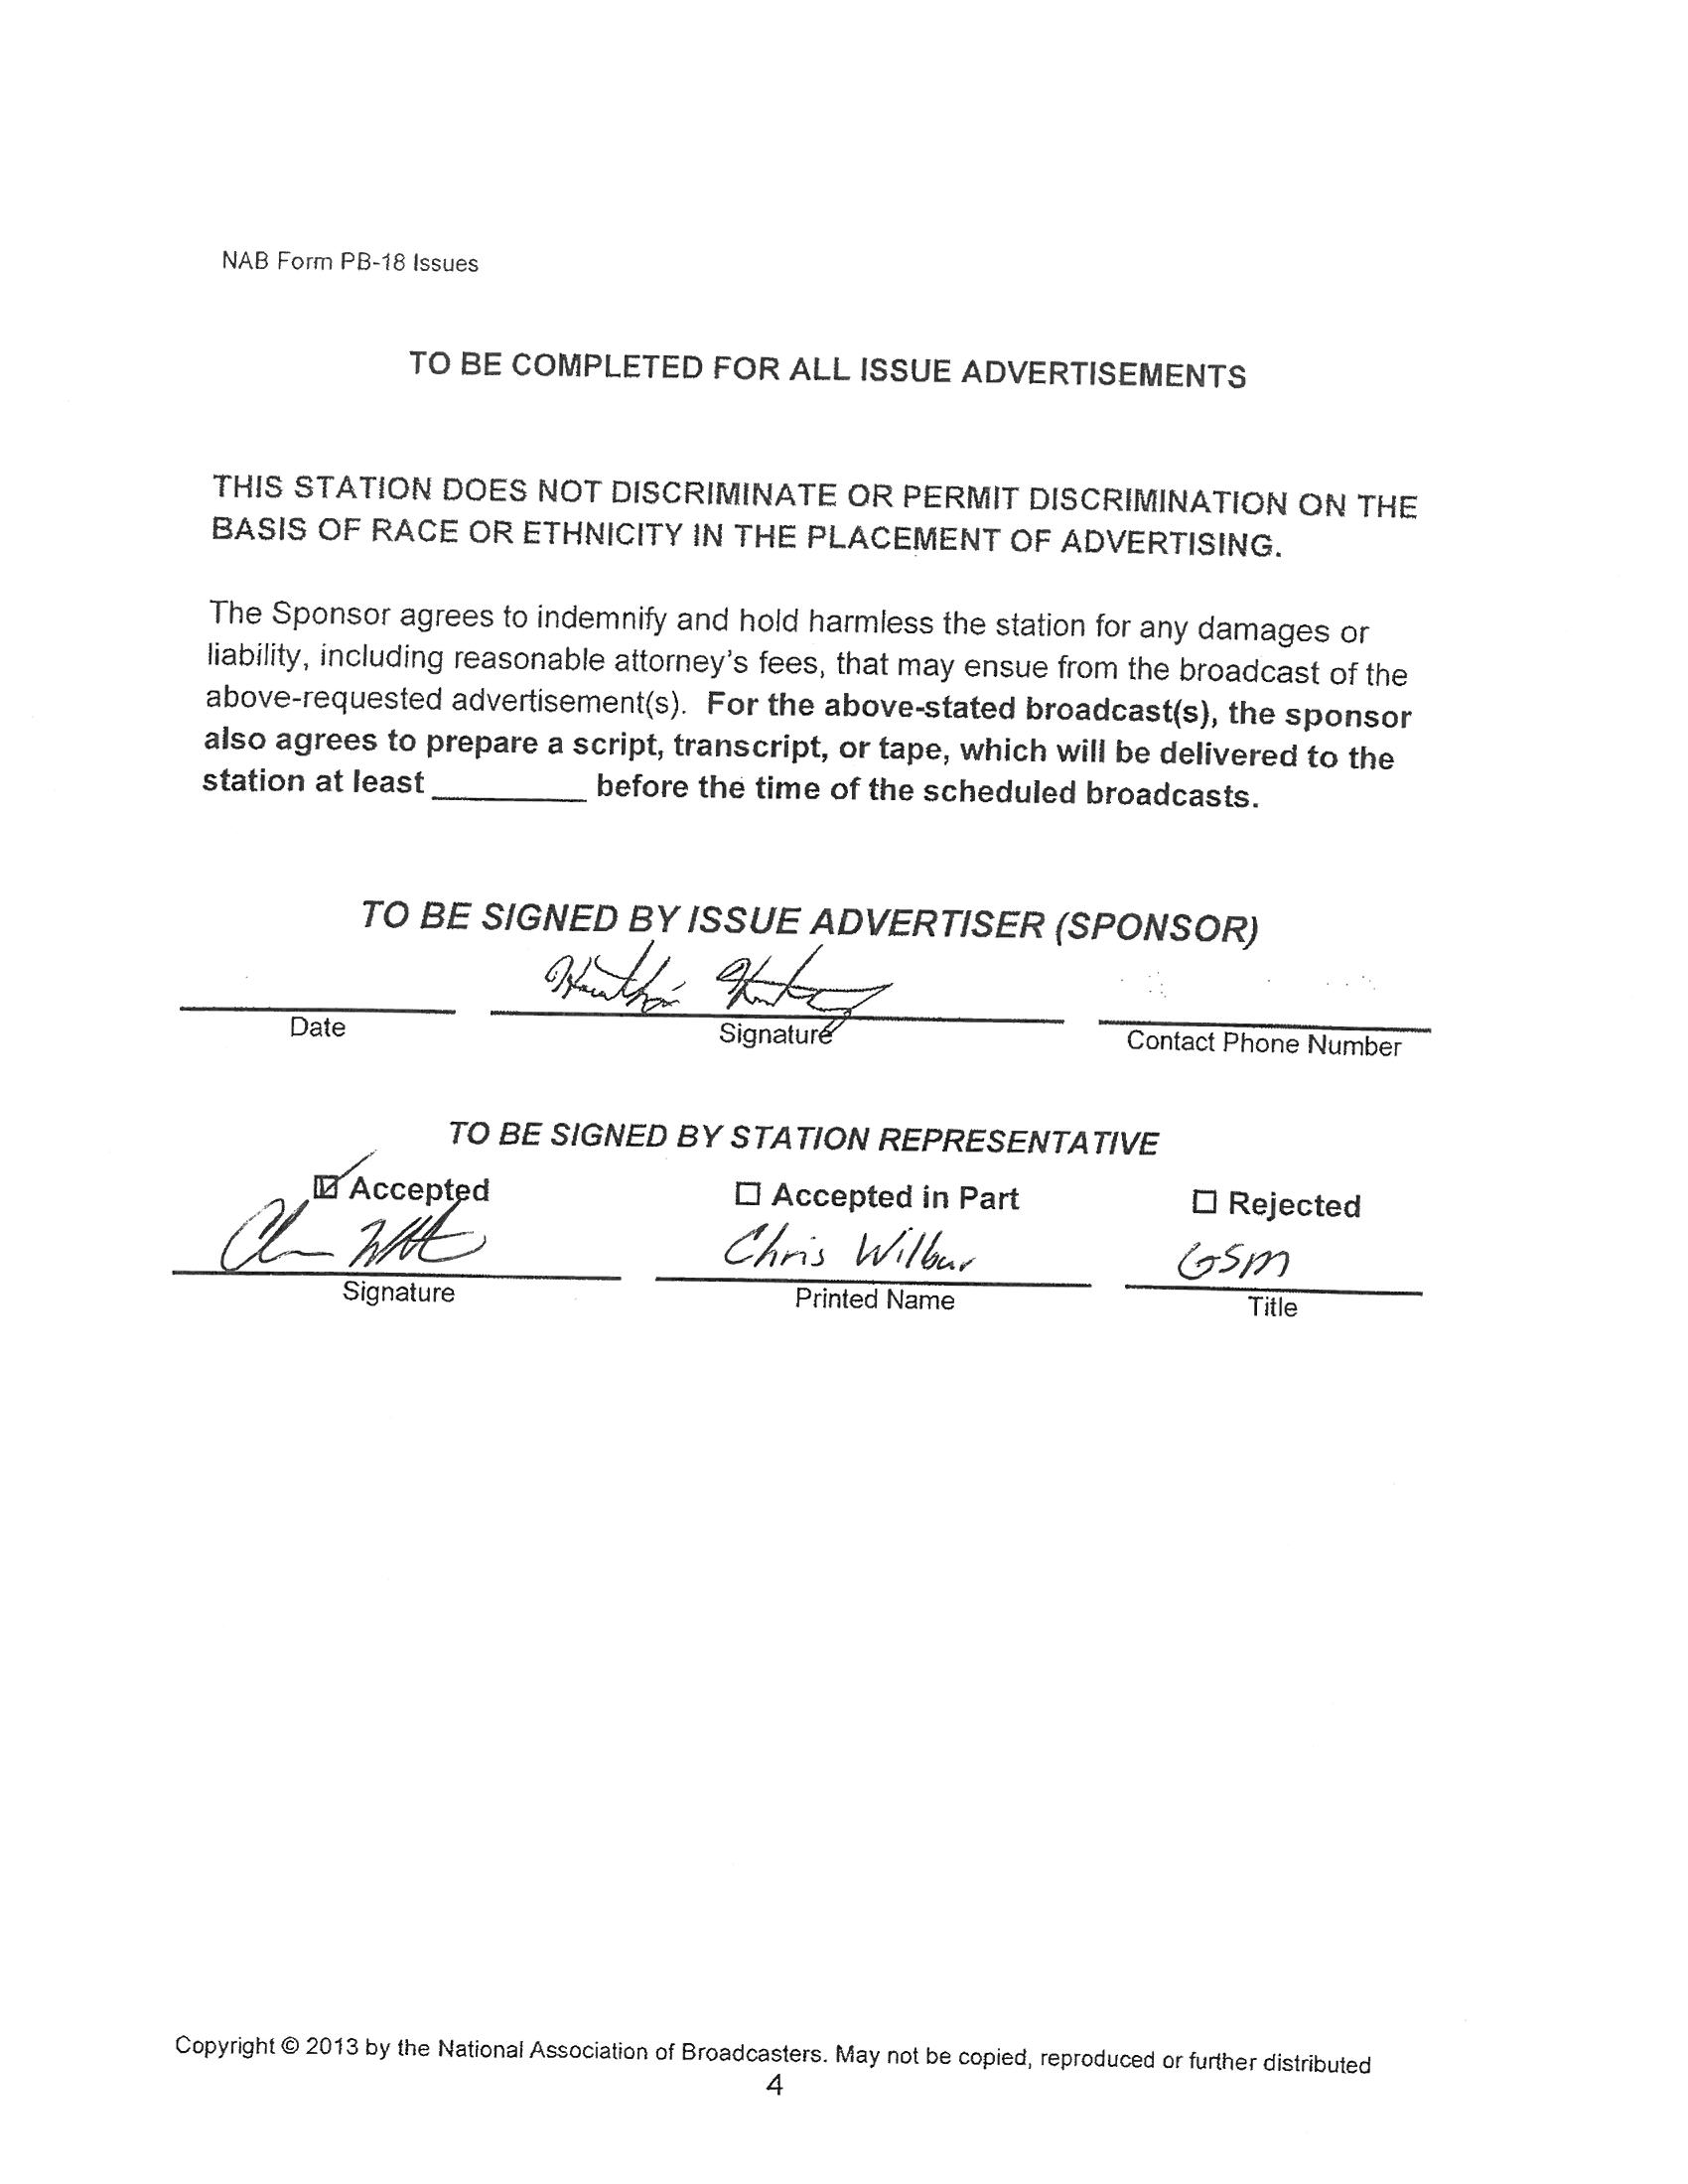 NAB Form PB-18 Issues
TO BE COMPLETED FOR ALL ISSUE ADVERTISEMENTS
THIS STATION DOES NOT DISCRIMINATE OR PERMIT DISCRIMINATION ON THE
BASIS OF RACE OR ETHNICITY IN THE PLACEMENT OF ADVERTISING.
The Sponsor agrees to indemnify and hold harmless the station for any damages or
liability, including reasonable attorney's fees, that may ensue from the broadcast of the
above-requested advertisement(s). For the above-stated broadcast(s), the sponsor
also agrees to prepare a script, transcript, or tape, which will be delivered to the
station at least __________ before the time of the scheduled broadcasts.
TO BE SIGNED BY ISSUE ADVERTISER (SPONSOR)
Date Signature Contact Phone Number
TO BE SIGNED BY STATION REPRESENTATIVE
☑ Accepted ☐ Accepted in Part ☐ Rejected
Chris Wilbur GSM
Signature Printed Name Title
Copyright © 2013 by the National Association of Broadcasters. May not be copied, reproduced or further distributed
4